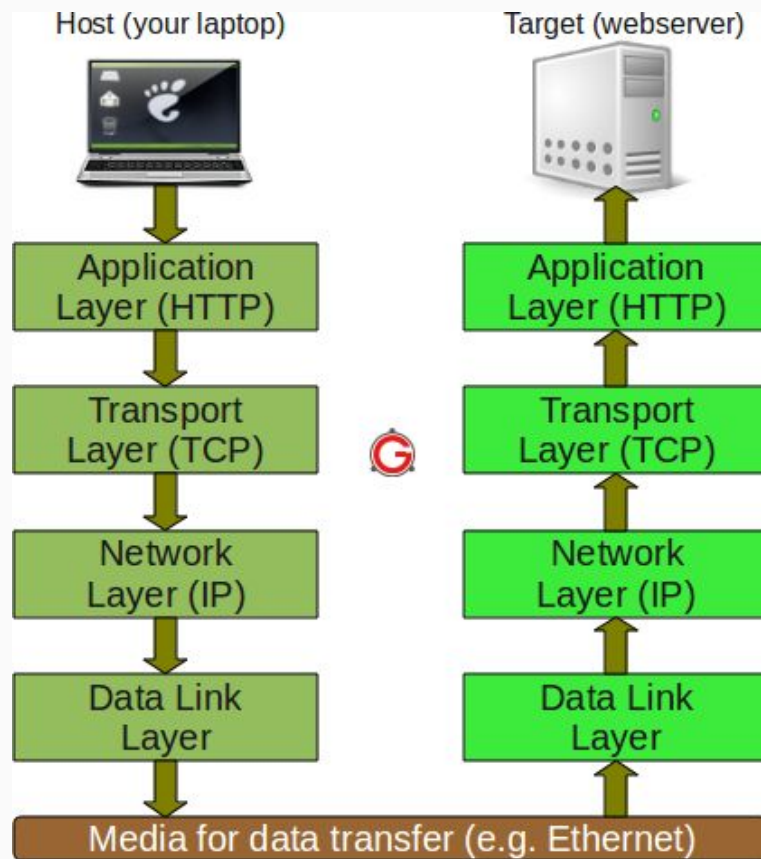 Host (your laptop)
Target (webserver)
Application
Layer (HTTP)
Transport
Layer (TCP)
Network
Layer (IP)
Data Link
Layer
Application
Layer (HTTP)
Transport
Layer (TCP)
Network
Layer (IP)
Data Link
Layer
G
Media for data transfer (e.g. Ethernet)